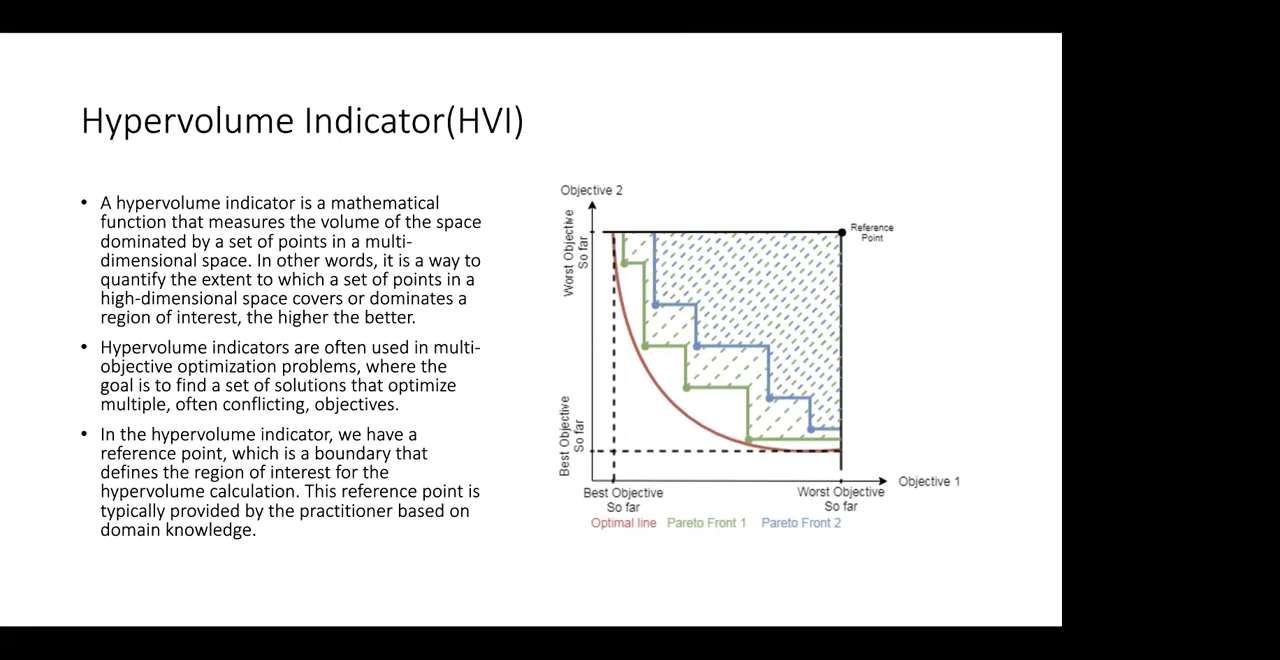 Hypervolume Indicator(HVI)
• A hypervolume indicator is a mathematical
function that measures the volume of the space
dominated by a set of points in a multi-
dimensional space. In other words, it is a way to
quantify the extent to which a set of points in a
high-dimensional space covers or dominates a
region of interest, the higher the better.
• Hypervolume indicators are often used in multi-
objective optimization problems, where the
goal is to find a set of solutions that optimize
multiple, often conflicting, objectives.
• In the hypervolume indicator, we have a
reference point, which is a boundary that
defines the region of interest for the
hypervolume calculation. This reference point is
typically provided by the practitioner based on
domain knowledge.
Objective 2
Worst Objective
So far
Reference
Point
Best Objective
So far
Objective 1
Best Objective
So far
Worst Objective
So far
Optimal line
Pareto Front 1
Pareto Front 2